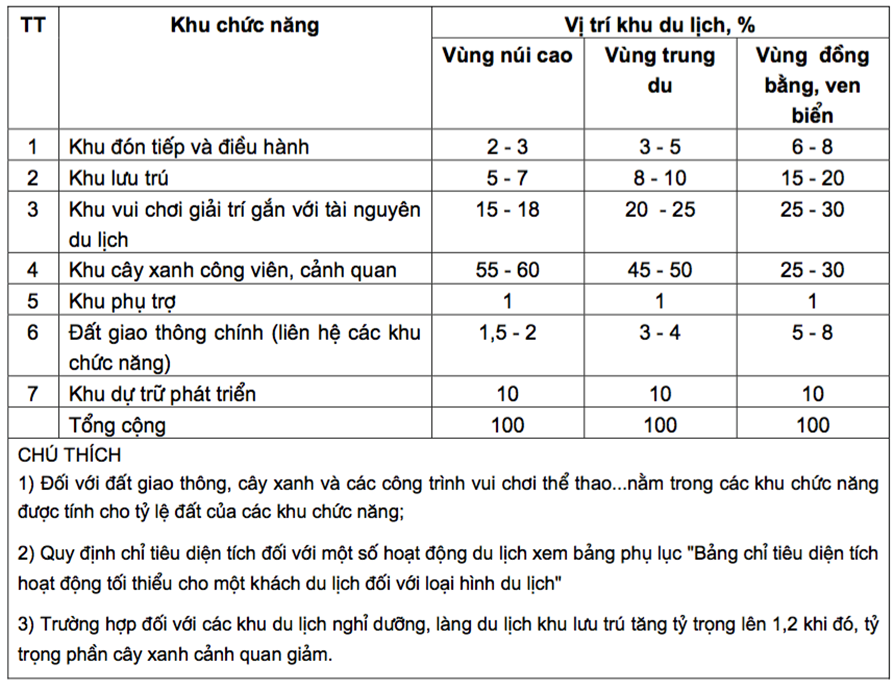 TT Khu chức năng Vị trí khu du lịch, %
Vùng núi cao Vùng trung du Vùng đồng bằng, ven biển
1 Khu đón tiếp và điều hành 2 - 3 3 - 5 6 - 8
2 Khu lưu trú 5 - 7 8 - 10 15 - 20
3 Khu vui chơi giải trí gắn với tài nguyên 15 - 18 20 - 25 25 - 30
du lịch
4 Khu cây xanh công viên, cảnh quan 55 - 60 45 - 50 25 - 30
5 Khu phụ trợ 1 1 1
6 Đất giao thông chính (liên hệ các khu 1,5 - 2 3 - 4 5 - 8
chức năng)
7 Khu dự trữ phát triển 10 10 10
Tổng cộng 100 100 100
CHÚ THÍCH
1) Đối với đất giao thông, cây xanh và các công trình vui chơi thể thao...nằm trong các khu chức năng
được tính cho tỷ lệ đất của các khu chức năng;
2) Quy định chỉ tiêu diện tích đối với một số hoạt động du lịch xem bảng phụ lục "Bảng chỉ tiêu diện tích
hoạt động tối thiểu cho một khách du lịch đối với loại hình du lịch"
3) Trường hợp đối với các khu du lịch nghỉ dưỡng, làng du lịch khu lưu trú tăng tỷ trọng lên 1,2 khi đó, tỷ
trọng phần cây xanh cảnh quan giảm.